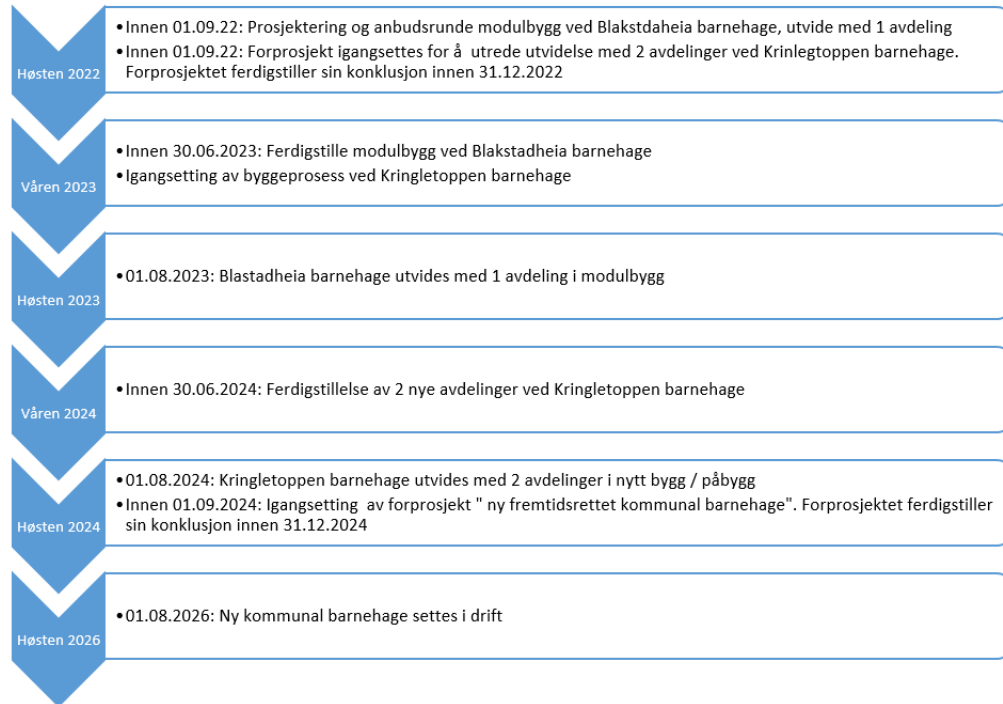 Høsten 2022
•Innen 01.09.22: Prosjektering og anbudsrunde modulbygg ved Blakstdaheia barnehage, utvide med 1 avdeling
•Innen 01.09.22: Forprosjekt igangsettes for å  utrede utvidelse med 2 avdelinger ved Krinlegtoppen barnehage.
Forprosjektet ferdigstiller sin konklusjon innen 31.12.2022
Våren 2023
•Innen 30.06.2023: Ferdigstille modulbygg ved Blakstadheia barnehage
•Igangsetting av byggeprosess ved Kringletoppen barnehage
Høsten 2023
•01.08.2023: Blastadheia barnehage utvides med 1 avdeling i modulbygg
Våren 2024
•Innen 30.06.2024: Ferdigstillelse av 2 nye avdelinger ved Kringletoppen barnehage
Høsten 2024
•01.08.2024: Kringletoppen barnehage utvides med 2 avdelinger i nytt bygg / påbygg
•Innen 01.09.2024: Igangsetting  av forprosjekt " ny fremtidsrettet kommunal barnehage". Forprosjektet ferdigstiller
sin konklusjon innen 31.12.2024
Høsten 2026
•01.08.2026: Ny kommunal barnehage settes i drift